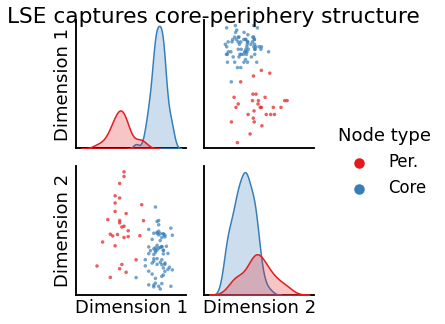 LSE captures core-periphery structure
Dimension 1
Node type
Per.
Core
Dimension 2
Dimension 1
Dimension 2